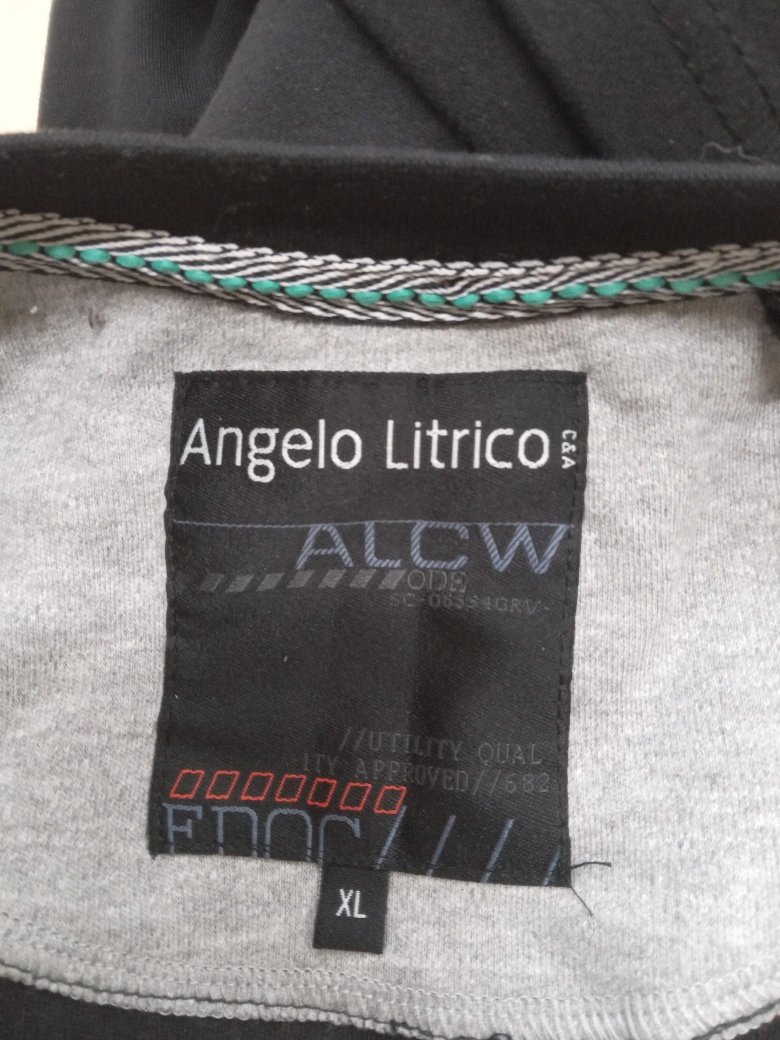 Angelo Litrico C&A
ALCW
ODE
//UTILITY QUAL
ITY APPROVED//682
XL